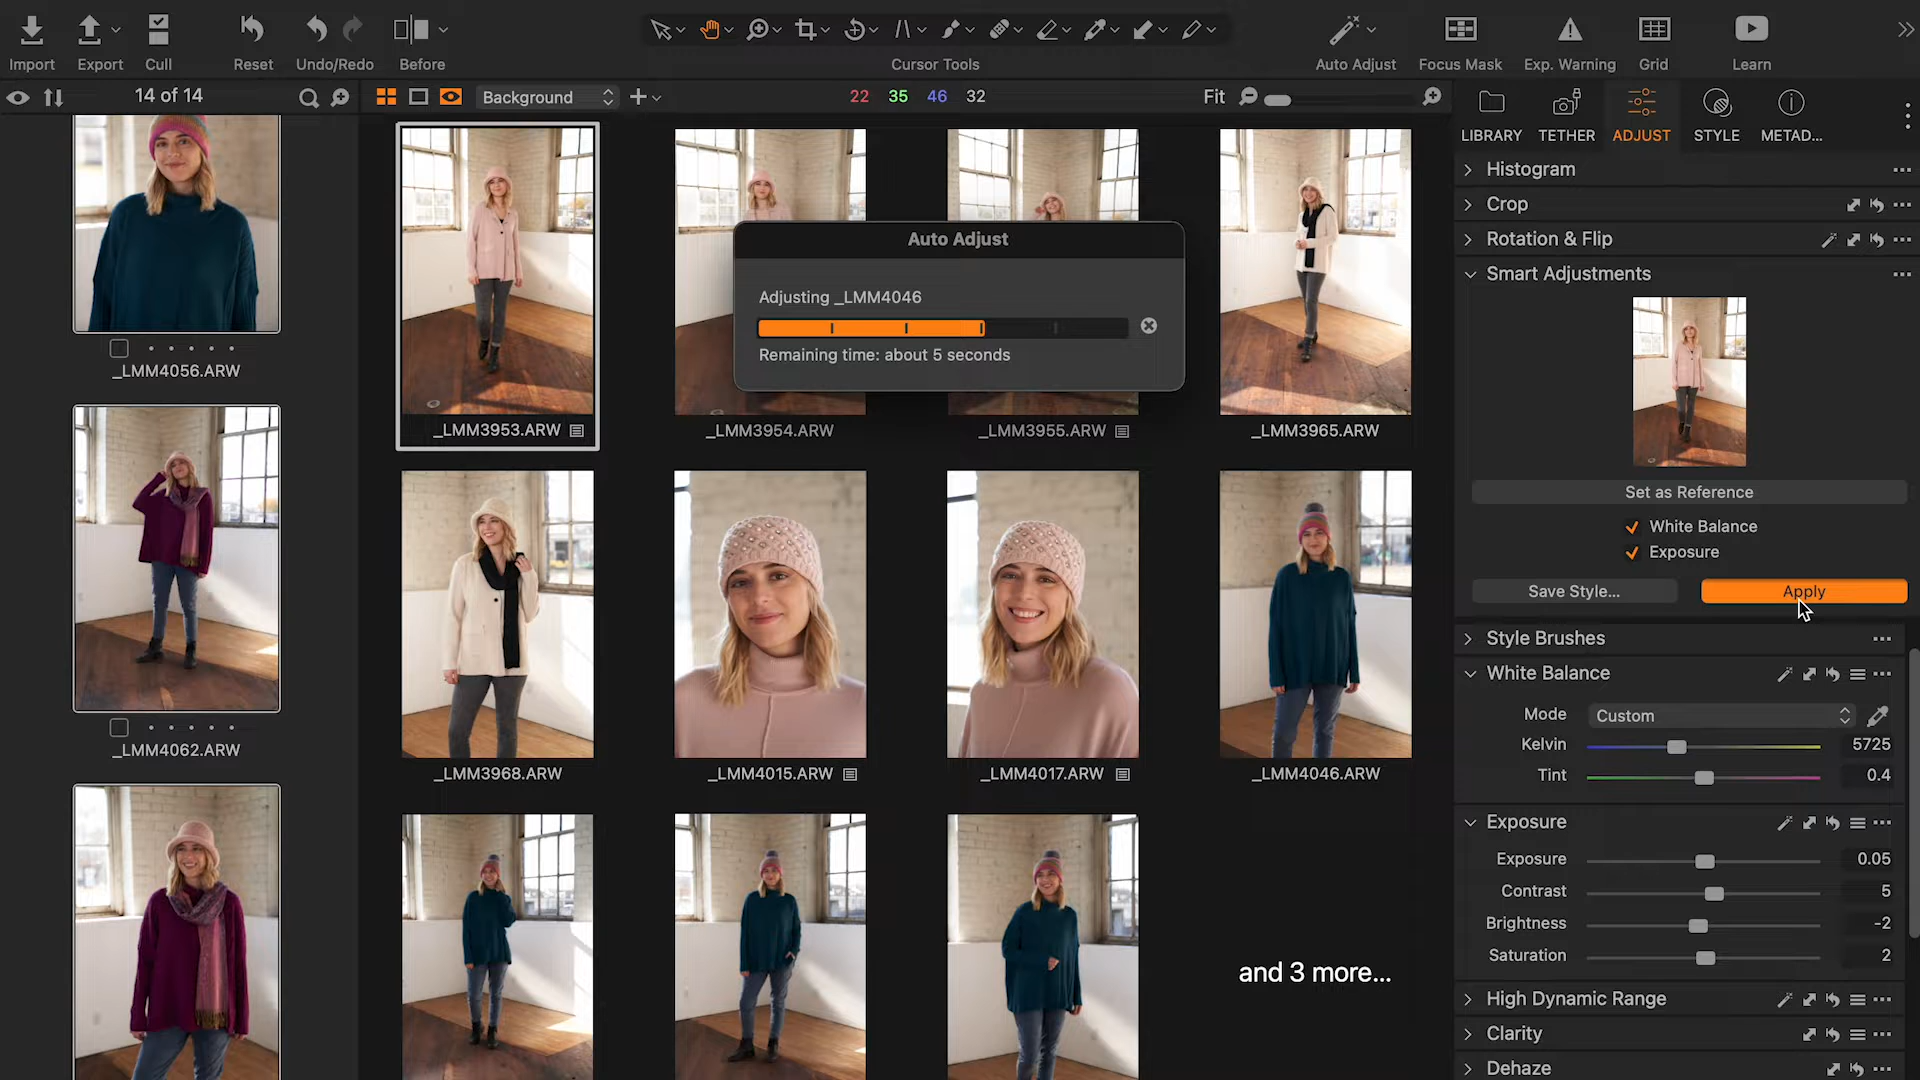 Import
Export
Cull
Reset
Undo/Redo
Before
Cursor Tools
Auto Adjust
Focus Mask
Exp. Warning
Grid
Learn
14 of 14
Background
22 35 46 32
Fit
LIBRARY
TETHER
ADJUST
STYLE
METAD...
Histogram
Crop
Rotation & Flip
Smart Adjustments
Set as Reference
White Balance
Exposure
Save Style...
Apply
Style Brushes
White Balance
Mode Custom
Kelvin 5725
Tint 0.4
Exposure
Exposure 0.05
Contrast 5
Brightness -2
Saturation 2
High Dynamic Range
Clarity
Dehaze
Auto Adjust
Adjusting _LMM4046
Remaining time: about 5 seconds
_LMM4056.ARW
_LMM4062.ARW
_LMM3953.ARW
_LMM3954.ARW
_LMM3955.ARW
_LMM3965.ARW
_LMM3968.ARW
_LMM4015.ARW
_LMM4017.ARW
_LMM4046.ARW
and 3 more...